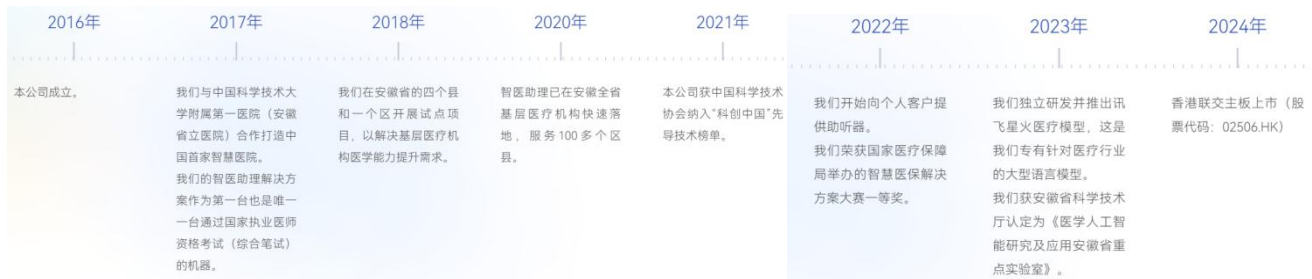 2016年
本公司成立。
2017年
我们与中国科学技术大
学附属第一医院（安徽
省立医院）合作打造中
国首家智慧医院。
我们的智医助理解决方
案作为第一台也是唯一
一台通过国家执业医师
资格考试（综合笔试）
的机器。
2018年
我们在安徽省的四个县
和一个区开展试点项
目，以解决基层医疗机
构医学能力提升需求。
2020年
智医助理已在安徽全省
基层医疗机构快速落
地，服务100多个区
县。
2021年
本公司获中国科学技术
协会纳入“科创中国”先
导技术榜单。
2022年
我们开始向个人客户提
供助听器。
我们荣获国家医疗保障
局举办的智慧医保解决
方案大赛一等奖。
2023年
我们独立研发并推出讯
飞星火医疗模型，这是
我们专有针对医疗行业
的大型语言模型。
我们获安徽省科学技术
厅认定为《医学人工智
能研究及应用安徽省重
点实验室》。
2024年
香港联交主板上市（股
票代码：02506.HK）